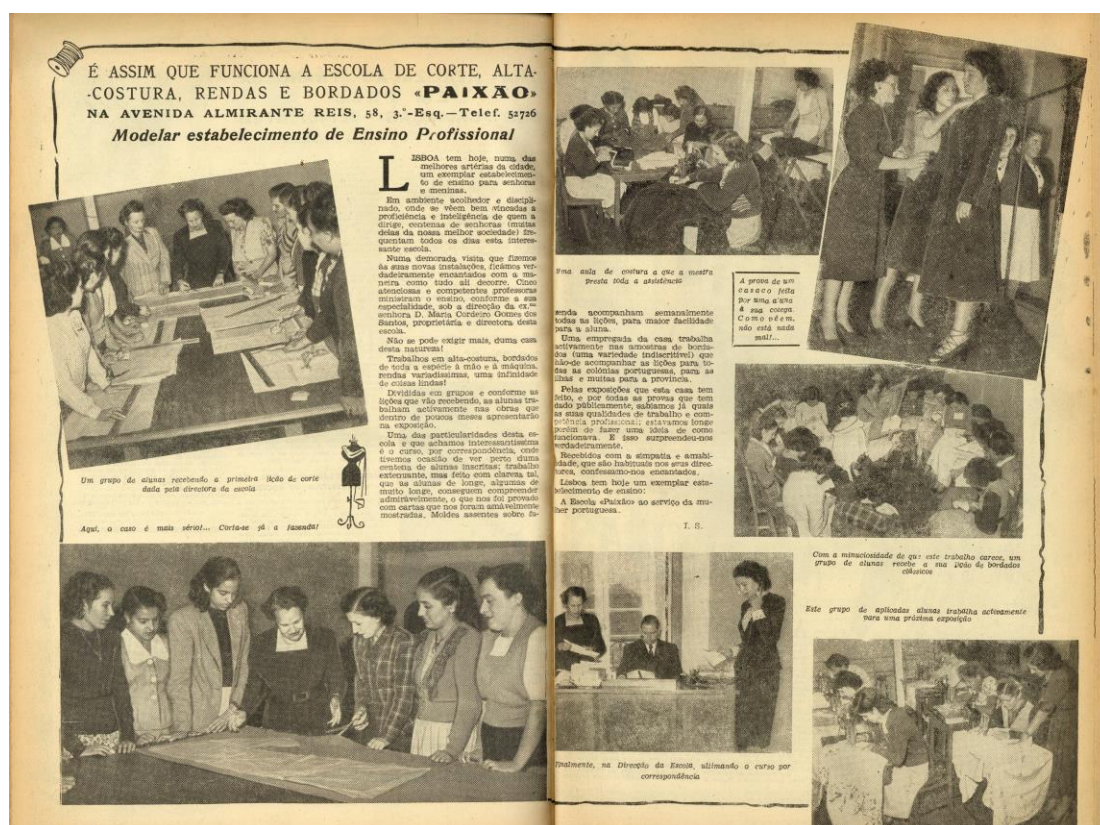 É ASSIM QUE FUNCIONA A ESCOLA DE CORTE, ALTA-
-COSTURA, RENDAS E BORDADOS «PAIXÃO»
NA AVENIDA ALMIRANTE REIS, 58, 3.º-Esq.—Telef. 52726
Modelar estabelecimento de Ensino Profissional
LISBOA tem hoje, numa das
melhores artérias da cidade,
um exemplar estabelecimen-
to de ensino para senhoras
e meninas.
Em ambiente acolhedor e discipli-
nado, onde se vêem bem vincadas a
proficiência e inteligência de quem a
dirige, centenas de senhoras (muitas
delas da nossa melhor sociedade) fre-
quentam todos os dias esta interes-
sante escola.
Numa demorada visita que fizemos
às suas novas instalações, ficámos ver-
dadeiramente encantados com a ma-
neira como tudo ali decorre. Cinco
atenciosas e competentes professoras
ministram o ensino, conforme a sua
especialidade, sob a direcção da ex.ma
senhora D. Maria Cordeiro Gomes dos
Santos, proprietária e directora desta
escola.
Não se pode exigir mais, duma casa
desta natureza!
Trabalhos em alta-costura, bordados
de toda a espécie à mão e à máquina,
rendas variadíssimas, uma infinidade
de coisas lindas!
Divididas em grupos e conforme as
lições que vão recebendo, as alunas tra-
balham activamente nas obras que
dentro de poucos meses apresentarão
na exposição.
Uma das particularidades desta es-
cola e que achamos interessantíssima
é o curso, por correspondência, onde
tivemos ocasião de ver perto duma
centena de alunas inscritas; trabalho
extenuante, mas feito com clareza tal,
que as alunas de longe, algumas de
muito longe, conseguem compreender
admirávelmente, o que nos foi provado
com cartas que nos foram amàvelmente
mostradas. Moldes assentes sobre fa-
Um grupo de alunas recebendo a primeira lição de corte
dada pela directora da escola
Aqui, o caso é mais sério!... Corta-se já a fazenda!
Uma aula de costura a que a mestra
presta toda a assistência
A prova de um
casaco feita
por uma aluna
à sua colega.
Como vêem,
não está nada
mal!...
zenda acompanham semanalmente
todas as lições, para maior facilidade
para a aluna.
Uma empregada da casa trabalha
activamente nas amostras de borda-
dos (uma variedade indiscritível) que
hão-de acompanhar as lições para to-
das as colónias portuguesas, para as
ilhas e muitas para a província.
Pelas exposições que esta casa tem
feito, e por todas as provas que tem
dado públicamente, sabíamos já quais
as suas qualidades de trabalho e com-
petência profissional; estavamos longe
porém de fazer uma ideia de como
funcionava. E isso surpreendeu-nos
verdadeiramente.
Recebidos com a simpatia e amabi-
lidade, que são habituais nos seus direc-
tores, confessamo-nos encantados.
Lisboa tem hoje um exemplar esta-
belecimento de ensino:
A Escola «Paixão» ao serviço da mu-
lher portuguesa.
Com a minuciosidade de que este trabalho carece, um
grupo de alunas recebe a sua lição de bordados
clássicos
Este grupo de aplicadas alunas trabalha activamente
para uma próxima exposição
Finalmente, na Direcção da Escola, ultimando o curso por
correspondência